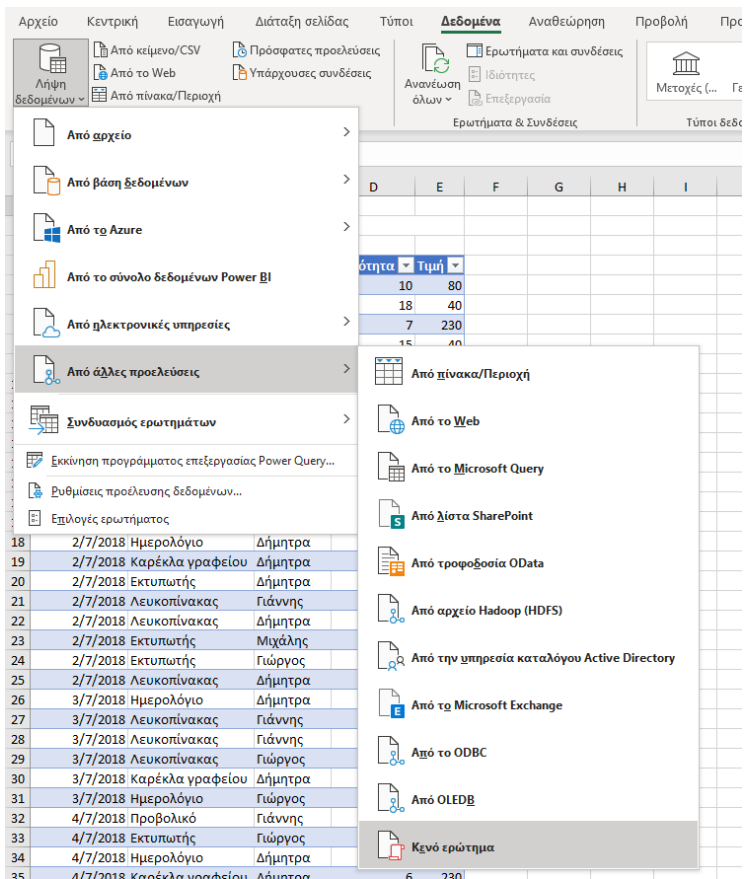 Αρχείο Κεντρική Εισαγωγή Διάταξη σελίδας Τύποι Δεδομένα Αναθεώρηση Προβολή
Λήψη δεδομένων
Από κείμενο/CSV
Από το Web
Από πίνακα/Περιοχή
Πρόσφατες προελεύσεις
Υπάρχουσες συνδέσεις
Ανανέωση όλων
Ερωτήματα και συνδέσεις
Ιδιότητες
Επεξεργασία
Ερωτήματα & Συνδέσεις
Μετοχές (...
Τύποι δεδο
Από αρχείο
Από βάση δεδομένων
Από το Azure
Από το σύνολο δεδομένων Power BI
Από ηλεκτρονικές υπηρεσίες
Από άλλες προελεύσεις
Συνδυασμός ερωτημάτων
Εκκίνηση προγράμματος επεξεργασίας Power Query...
Ρυθμίσεις προέλευσης δεδομένων...
Επιλογές ερωτήματος
D E F G H I
ότητα Τιμή
10 80
18 40
7 230
15 40
Από πίνακα/Περιοχή
Από το Web
Από το Microsoft Query
Από λίστα SharePoint
Από τροφοδοσία OData
Από αρχείο Hadoop (HDFS)
Από την υπηρεσία καταλόγου Active Directory
Από το Microsoft Exchange
Από το ODBC
Από OLEDB
Κενό ερώτημα
18 2/7/2018 Ημερολόγιο Δήμητρα
19 2/7/2018 Καρέκλα γραφείου Δήμητρα
20 2/7/2018 Εκτυπωτής Δήμητρα
21 2/7/2018 Λευκοπίνακας Γιάννης
22 2/7/2018 Λευκοπίνακας Δήμητρα
23 2/7/2018 Εκτυπωτής Μιχάλης
24 2/7/2018 Εκτυπωτής Γιώργος
25 2/7/2018 Λευκοπίνακας Δήμητρα
26 3/7/2018 Ημερολόγιο Δήμητρα
27 3/7/2018 Λευκοπίνακας Γιάννης
28 3/7/2018 Λευκοπίνακας Γιάννης
29 3/7/2018 Λευκοπίνακας Γιώργος
30 3/7/2018 Καρέκλα γραφείου Δήμητρα
31 3/7/2018 Ημερολόγιο Γιώργος
32 4/7/2018 Προβολικό Γιάννης
33 4/7/2018 Εκτυπωτής Γιώργος
34 4/7/2018 Ημερολόγιο Δήμητρα
35 4/7/2018 Καρέκλα γραφείου Δήμητρα 6 230